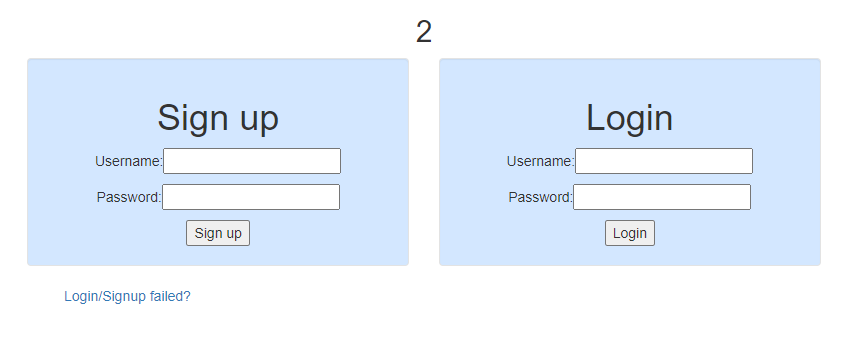 2
Sign up
Username:
Password:
Sign up
Login
Username:
Password:
Login
Login/Signup failed?